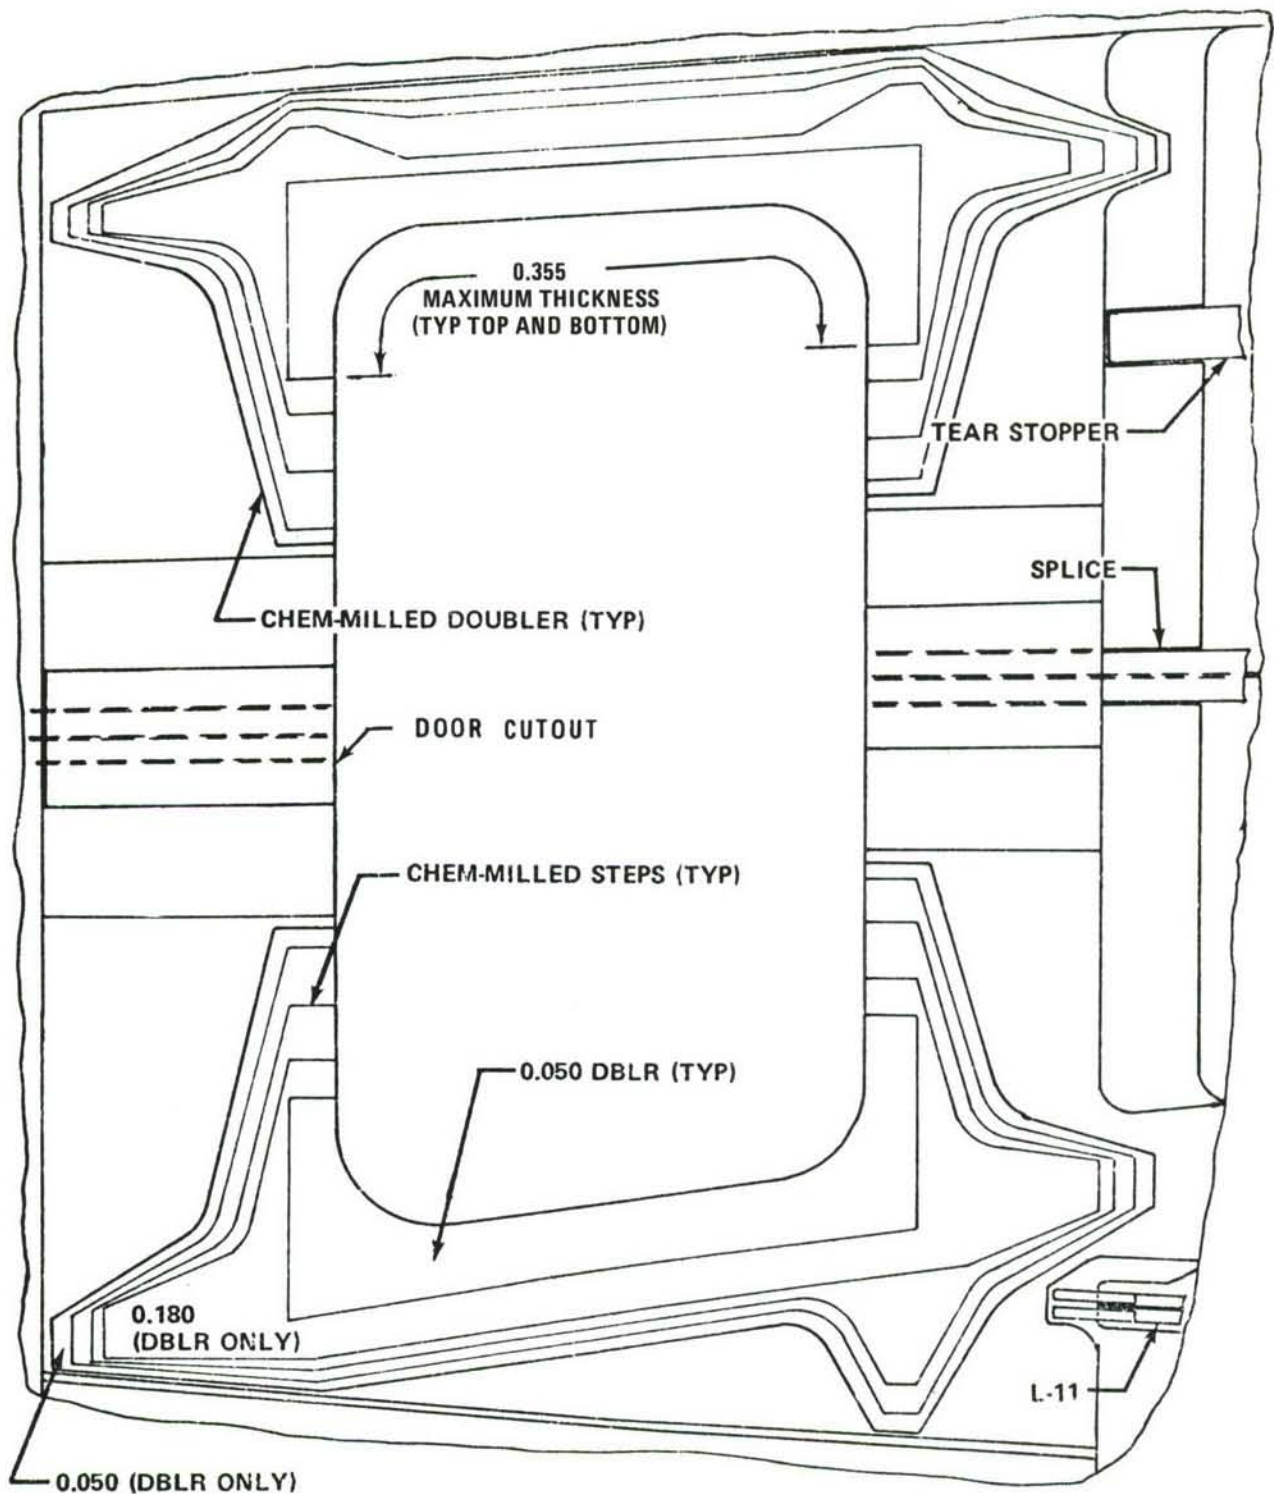 0.355
MAXIMUM THICKNESS
(TYP TOP AND BOTTOM)
TEAR STOPPER
SPLICE
CHEM-MILLED DOUBLER (TYP)
DOOR CUTOUT
CHEM-MILLED STEPS (TYP)
0.050 DBLR (TYP)
0.180
(DBLR ONLY)
L-11
0.050 (DBLR ONLY)